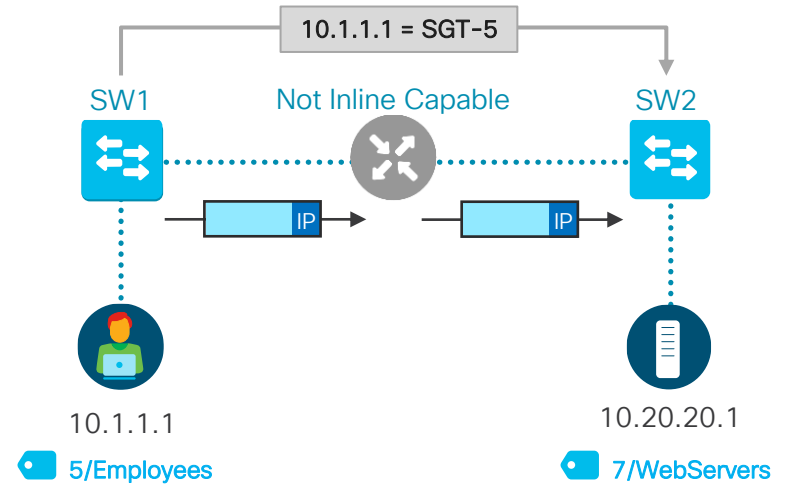 10.1.1.1 = SGT-5
SW1
Not Inline Capable
SW2
IP
IP
10.1.1.1
10.20.20.1
5/Employees
7/WebServers